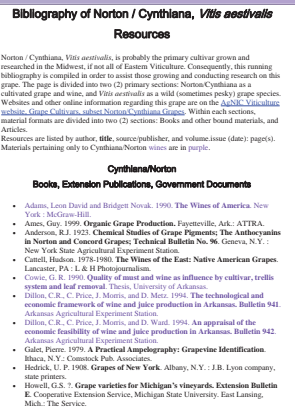 Bibliography of Norton / Cynthiana, Vitis aestivalis
Resources
Norton / Cynthiana, Vitis aestivalis, is probably the primary cultivar grown and
researched in the Midwest, if not all of Eastern Viticulture. Consequently, this running
bibliography is compiled in order to assist those growing and conducting research on this
grape. The page is divided into two (2) primary sections: Norton/Cynthiana as a
cultivated grape and wine, and Vitis aestivalis as a wild (sometimes pesky) grape species.
Websites and other online information regarding this grape are on the AgNIC Viticulture
website, Grape Cultivars, subset Norton/Cynthiana Grapes. Within each sections,
material formats are divided into two (2) sections: Books and other bound materials, and
Articles.
Resources are listed by author, title, source/publisher, and volume.issue (date): page(s).
Materials pertaining only to Cynthiana/Norton wines are in purple.
Cynthiana/Norton
Books, Extension Publications, Government Documents
• Adams, Leon David and Bridgett Novak. 1990. The Wines of America. New
York : McGraw-Hill.
• Ames, Guy. 1999. Organic Grape Production. Fayetteville, Ark.: ATTRA.
• Anderson, R.J. 1923. Chemical Studies of Grape Pigments; The Anthocyanins
in Norton and Concord Grapes; Technical Bulletin No. 96. Geneva, N.Y. :
New York State Agricultural Experiment Station.
• Cattell, Hudson. 1978-1980. The Wines of the East: Native American Grapes.
Lancaster, PA : L & H Photojournalism.
• Cowie, G. R. 1990. Quality of must and wine as influence by cultivar, trellis
system and leaf removal. Thesis, University of Arkansas.
• Dillon, C.R., C. Price, J. Morris, and D. Metz. 1994. The technological and
economic framework of wine and juice production in Arkansas. Bulletin 941.
Arkansas Agricultural Experiment Station.
• Dillon, C.R., C. Price, J. Morris, and D. Ward. 1994. An appraisal of the
economic feasibility of wine and juice production in Arkansas. Bulletin 942.
Arkansas Agricultural Experiment Station.
• Galet, Pierre. 1979. A Practical Ampelography: Grapevine Identification.
Ithaca, N.Y.: Comstock Pub. Associates.
• Hedrick, U. P. 1908. Grapes of New York. Albany, N.Y. : J.B. Lyon company,
state printers.
• Howell, G.S. ?. Grape varieties for Michigan's vineyards. Extension Bulletin
E. Cooperative Extension Service, Michigan State University. East Lansing,
Mich.: The Service.